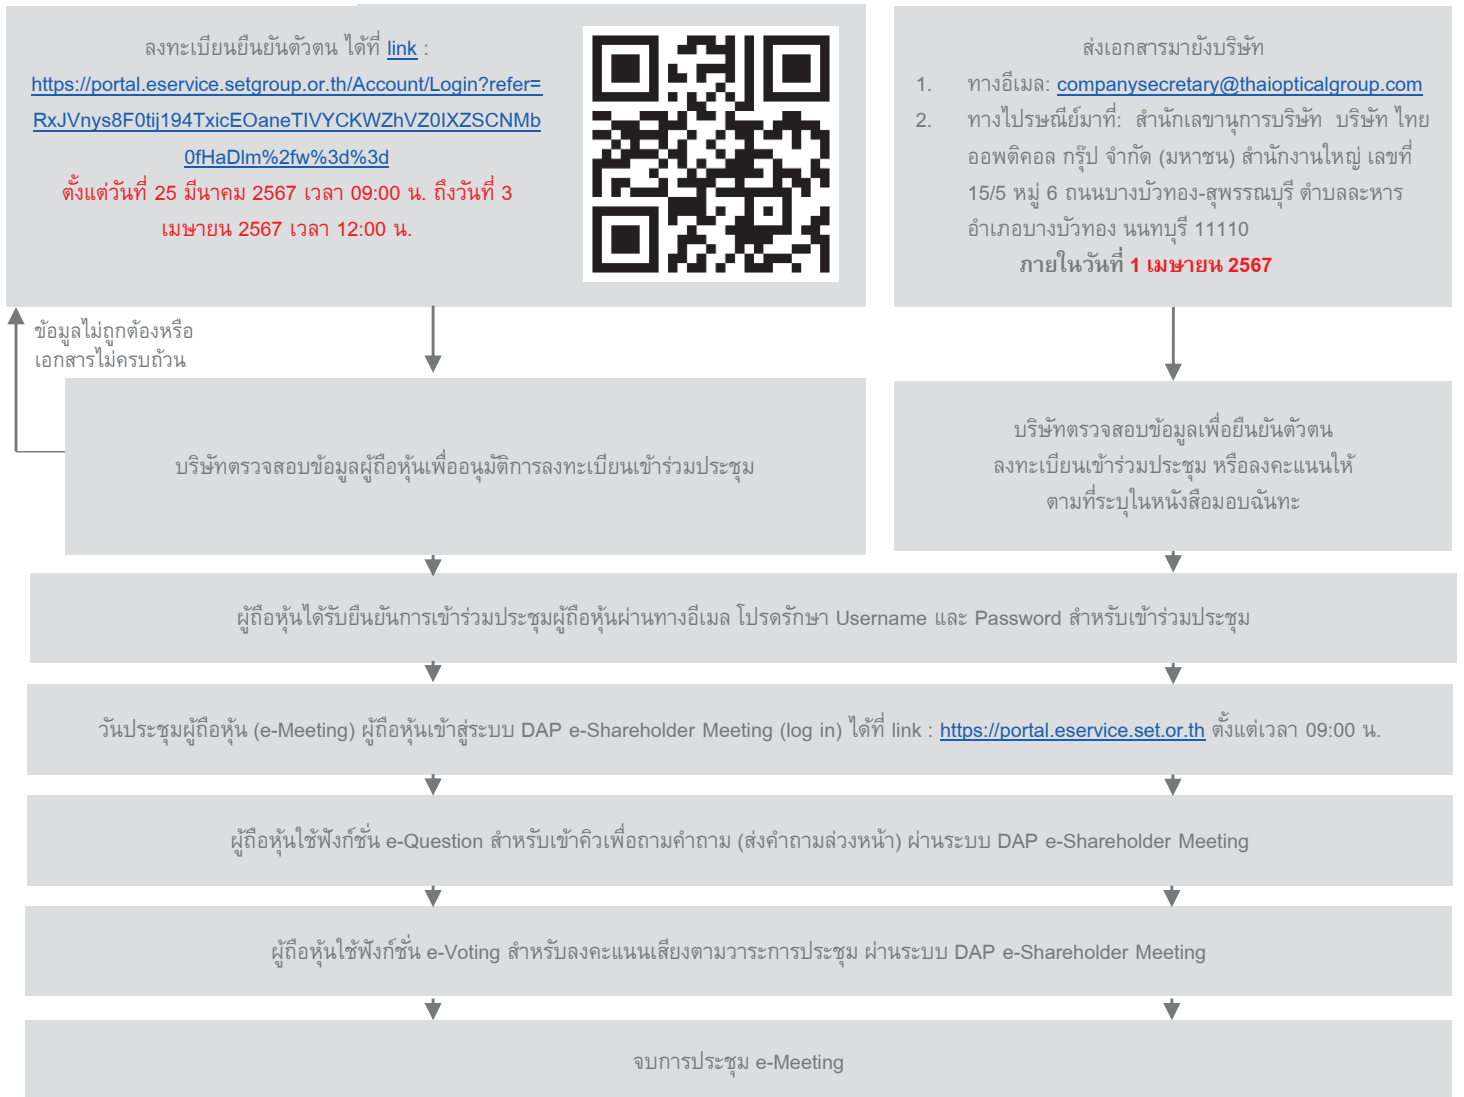 ลงทะเบียนยืนยันตัวตน ได้ที่ link :
https://portal.eservice.setgroup.or.th/Account/Login?refer=
RxJVnys8F0tij194TxicEOaneTIVYCKWZhVZ0IXZSCNMb
0fHaDlm%2fw%3d%3d
ตั้งแต่วันที่ 25 มีนาคม 2567 เวลา 09:00 น. ถึงวันที่ 3
เมษายน 2567 เวลา 12:00 น.
ส่งเอกสารมายังบริษัท
1. ทางอีเมล: companysecretary@thaiopticalgroup.com
2. ทางไปรษณีย์มาที่: สำนักเลขานุการบริษัท บริษัท ไทย
ออพติคอล กรุ๊ป จำกัด (มหาชน) สำนักงานใหญ่ เลขที่
15/5 หมู่ 6 ถนนบางบัวทอง-สุพรรณบุรี ตำบลละหาร
อำเภอบางบัวทอง นนทบุรี 11110
ภายในวันที่ 1 เมษายน 2567
ข้อมูลไม่ถูกต้องหรือ
เอกสารไม่ครบถ้วน
บริษัทตรวจสอบข้อมูลผู้ถือหุ้นเพื่ออนุมัติการลงทะเบียนเข้าร่วมประชุม
บริษัทตรวจสอบข้อมูลเพื่อยืนยันตัวตน
ลงทะเบียนเข้าร่วมประชุม หรือลงคะแนนให้
ตามที่ระบุในหนังสือมอบฉันทะ
ผู้ถือหุ้นได้รับยืนยันการเข้าร่วมประชุมผู้ถือหุ้นผ่านทางอีเมล โปรดรักษา Username และ Password สำหรับเข้าร่วมประชุม
วันประชุมผู้ถือหุ้น (e-Meeting) ผู้ถือหุ้นเข้าสู่ระบบ DAP e-Shareholder Meeting (log in) ได้ที่ link : https://portal.eservice.set.or.th ตั้งแต่เวลา 09:00 น.
ผู้ถือหุ้นใช้ฟังก์ชั่น e-Question สำหรับเข้าคิวเพื่อถามคำถาม (ส่งคำถามล่วงหน้า) ผ่านระบบ DAP e-Shareholder Meeting
ผู้ถือหุ้นใช้ฟังก์ชั่น e-Voting สำหรับลงคะแนนเสียงตามวาระการประชุม ผ่านระบบ DAP e-Shareholder Meeting
จบการประชุม e-Meeting